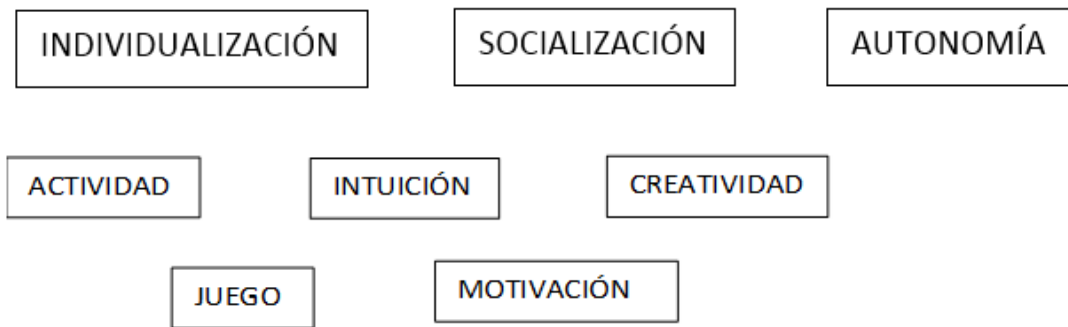 INDIVIDUALIZACIÓN SOCIALIZACIÓN AUTONOMÍA
ACTIVIDAD INTUICIÓN CREATIVIDAD
JUEGO MOTIVACIÓN